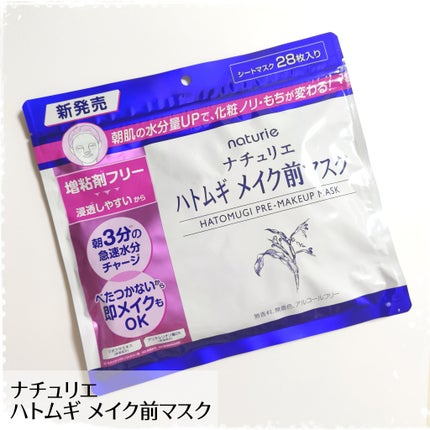 シートマスク 28枚入り
新発売
朝肌の水分量UPで、化粧ノリ・もちが変わる!
naturie
ナチュリエ
ハトムギ メイク前マスク
HATOMUGI PRE-MAKEUP MASK
増粘剤フリー
浸透しやすいから
朝3分の
急速水分
チャージ
べたつかないから
即メイクも
OK
無香料、無着色、アルコールフリー
ナチュリエ
ハトムギ メイク前マスク